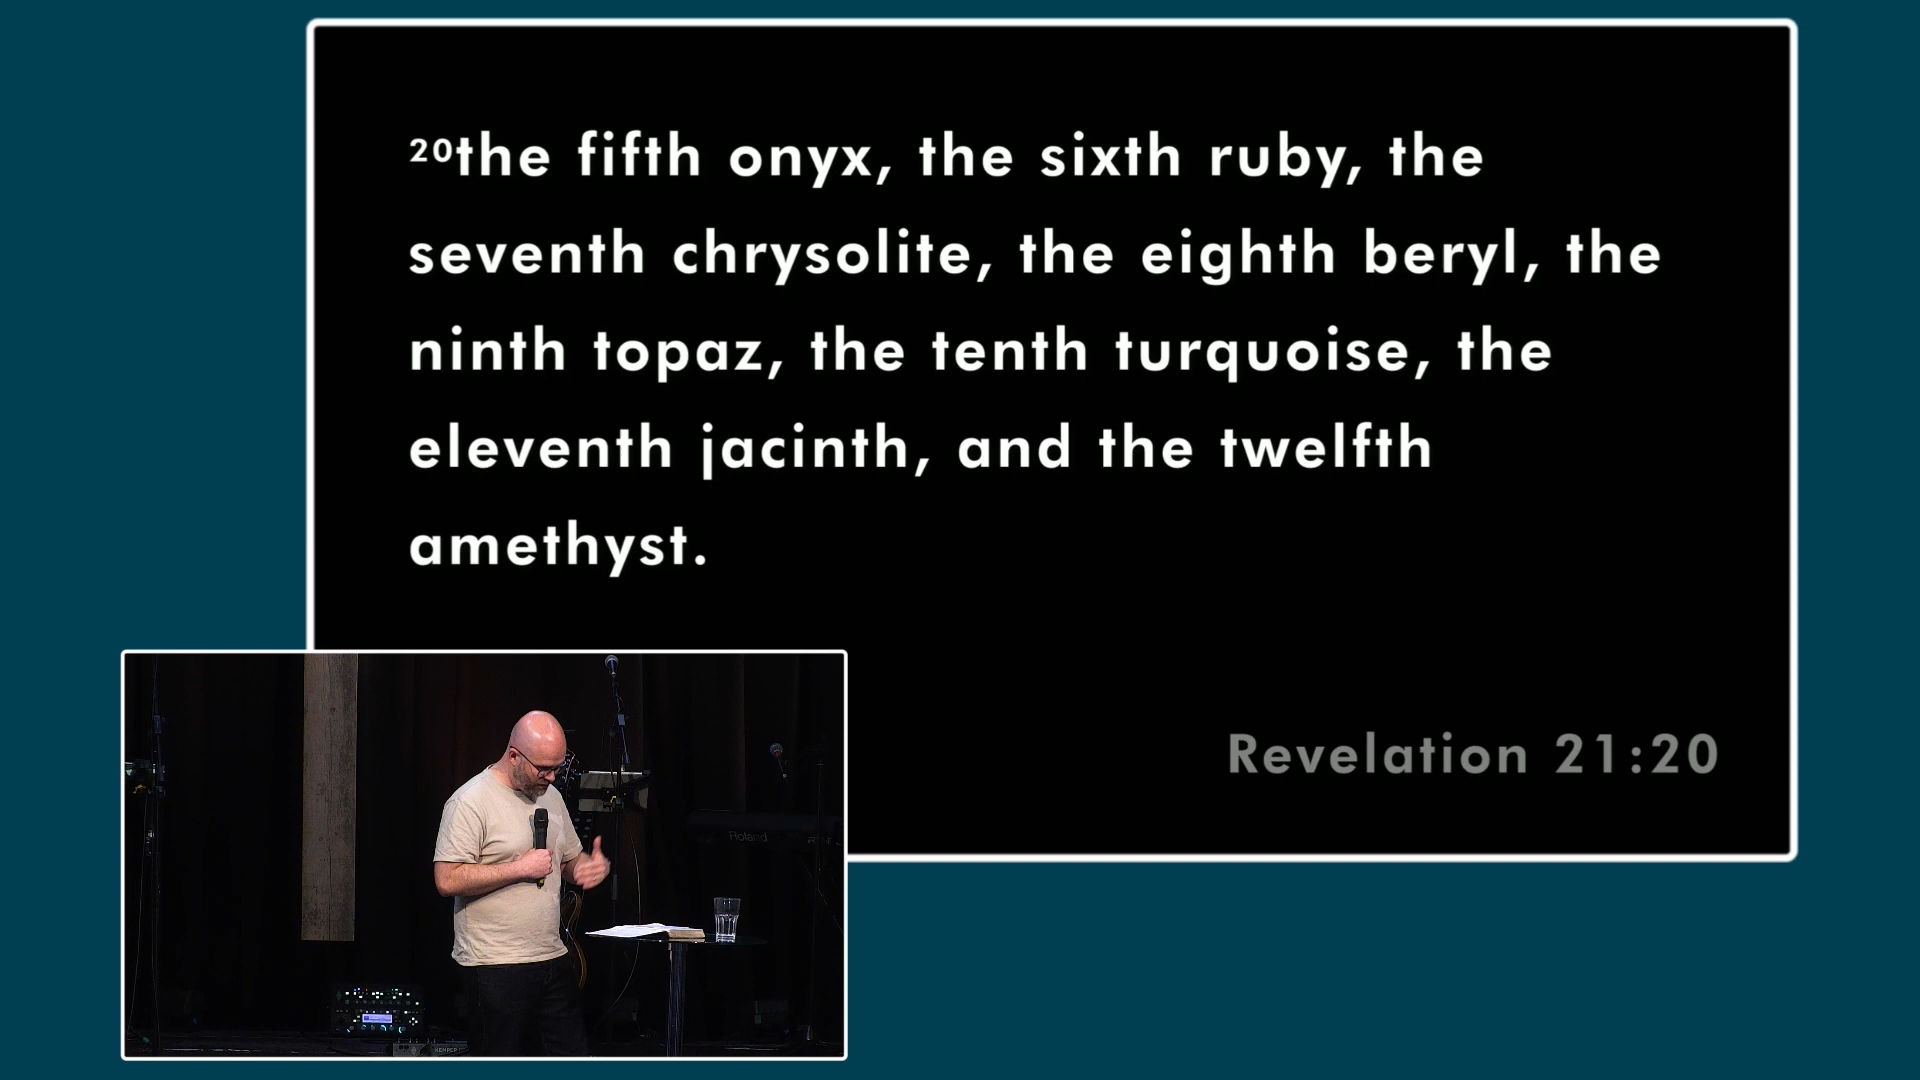 20the fifth onyx, the sixth ruby, the
seventh chrysolite, the eighth beryl, the
ninth topaz, the tenth turquoise, the
eleventh jacinth, and the twelfth
amethyst.
Revelation 21:20
Roland
KEMPER